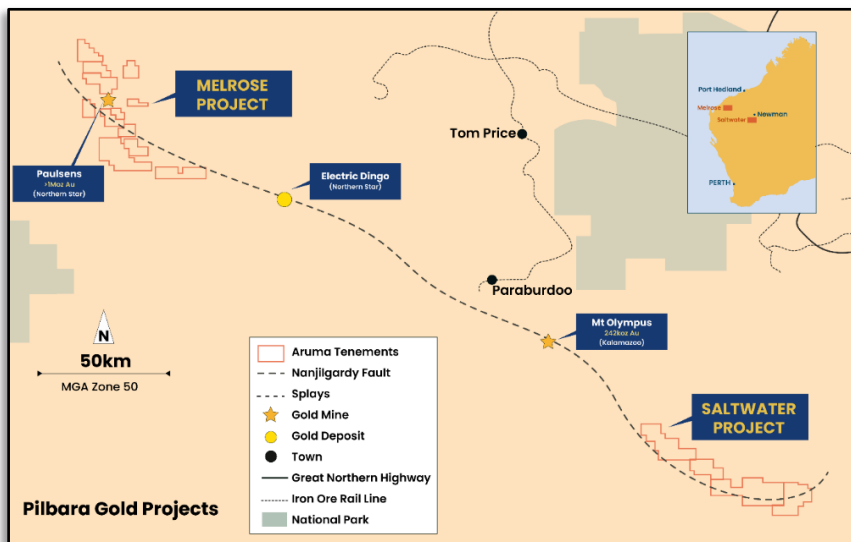 MELROSE
PROJECT
Paulsens
>1Moz Au
(Northern Star)
Electric Dingo
(Northern Star)
Tom Price
Paraburdoo
Mt Olympus
242koz Au
(Kalamazoo)
SALTWATER
PROJECT
Port Hedland
Melrose
Newman
Saltwater
PERTH
N
50km
MGA Zone 50
Aruma Tenements
Nanjilgardy Fault
Splays
Gold Mine
Gold Deposit
Town
Great Northern Highway
Iron Ore Rail Line
National Park
Pilbara Gold Projects